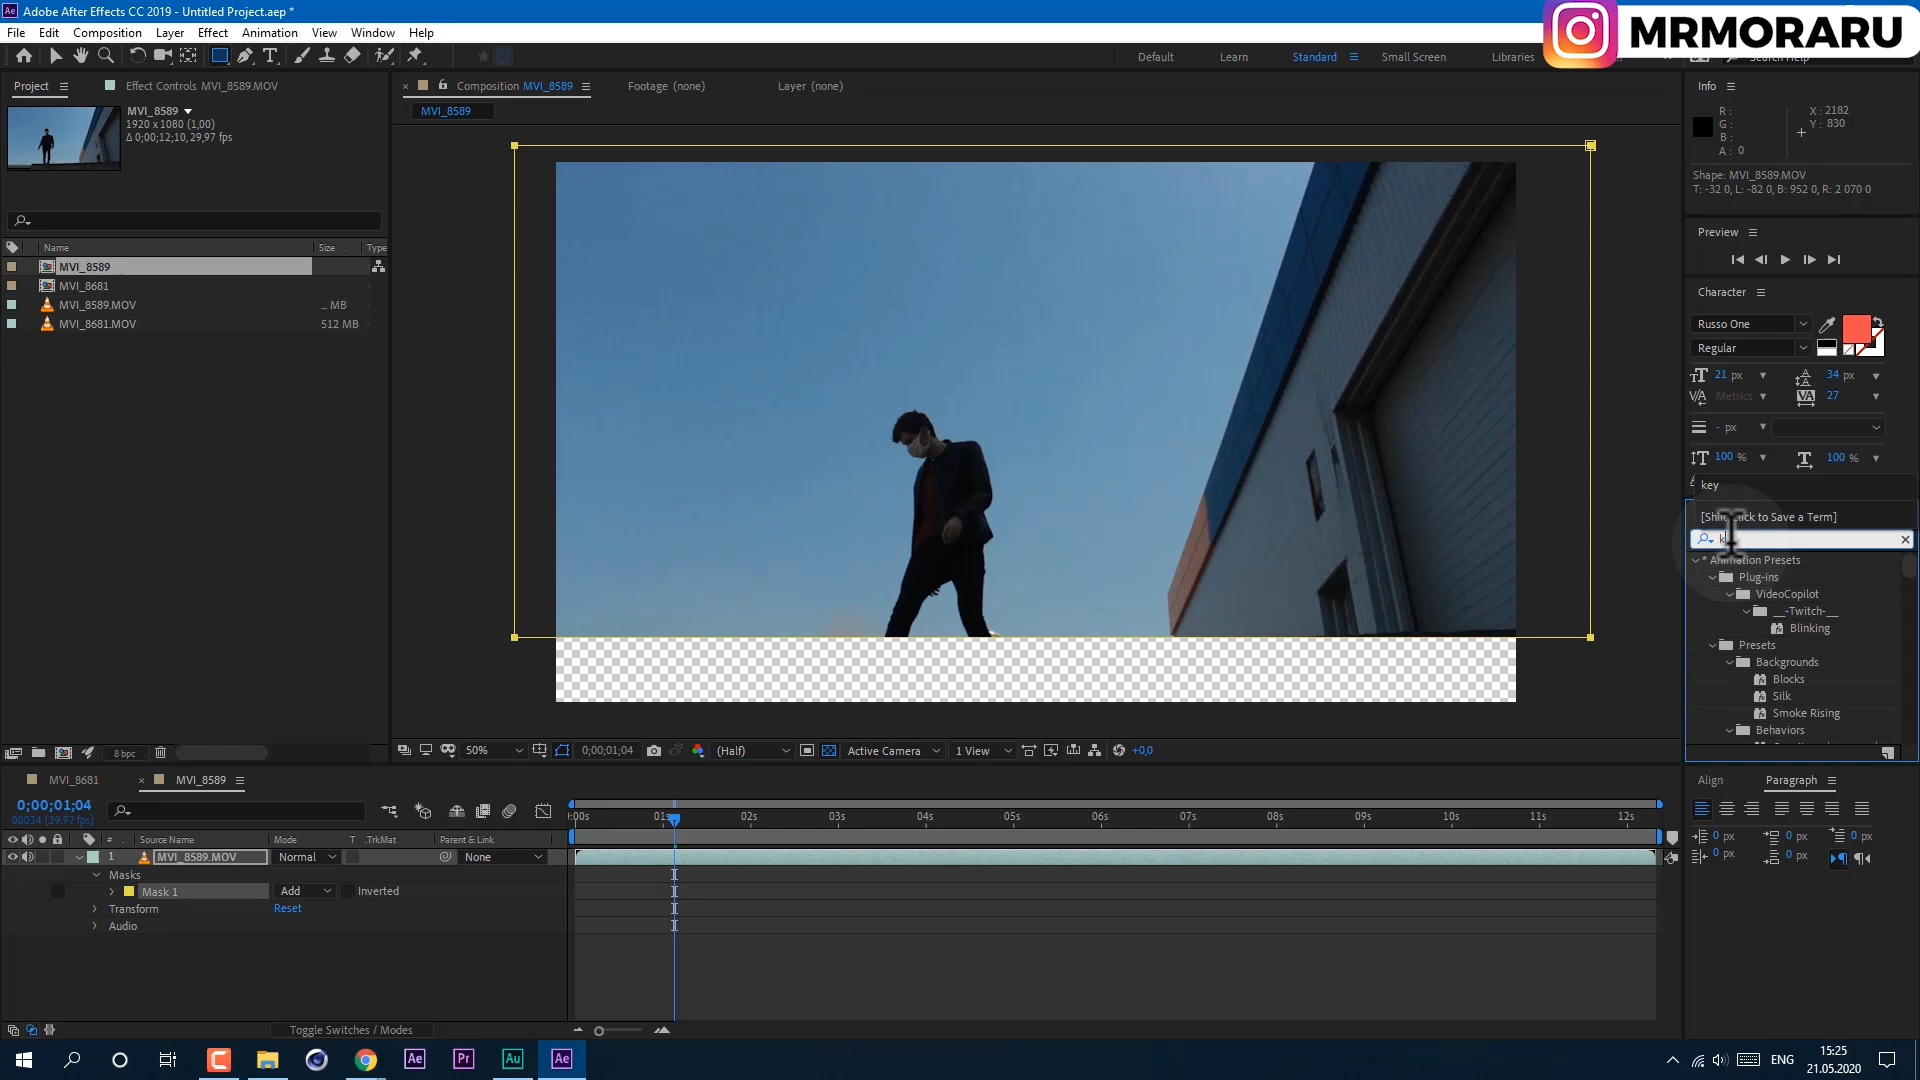 Ae Adobe After Effects CC 2019 - Untitled Project.aep *
MRMORARU
File Edit Composition Layer Effect Animation View Window Help
Default Learn Standard Small Screen Libraries
Project Effect Controls MVI_8589.MOV
Composition MVI_8589 Footage (none) Layer (none)
Info
MVI_8589
1920 x 1080 (1,00)
Δ 0;00;12;10, 29,97 fps
MVI_8589
R :
G :
B :
A : 0
X : 2182
Y : 830
Shape: MVI_8589.MOV
T: -32 0, L: -82 0, B: 952 0, R: 2 070 0
Preview
Name Size Type
MVI_8589
MVI_8681
MVI_8589.MOV ... MB
MVI_8681.MOV 512 MB
Character
Russo One
Regular
21 px 34 px
Metrics 27
- px
100 % 100 %
key
to Save a Term]
* Animation Presets
Plug-ins
VideoCopilot
__-Twitch-__
Blinking
Presets
Backgrounds
Blocks
Silk
Smoke Rising
Behaviors
8 bpc
50% 0;00;01;04 (Half) Active Camera 1 View +0,0
MVI_8681 MVI_8589
Align Paragraph
0;00;01;04
00034 (29.97 fps)
:00s 01s 02s 03s 04s 05s 06s 07s 08s 09s 10s 11s 12s
# Source Name Mode T .TrkMat Parent & Link
1 MVI_8589.MOV Normal None
Masks
Mask 1 Add Inverted
Transform Reset
Audio
0 px 0 px 0 px
0 px 0 px
Toggle Switches / Modes
Ae Pr Au Ae
ENG
15:25
21.05.2020